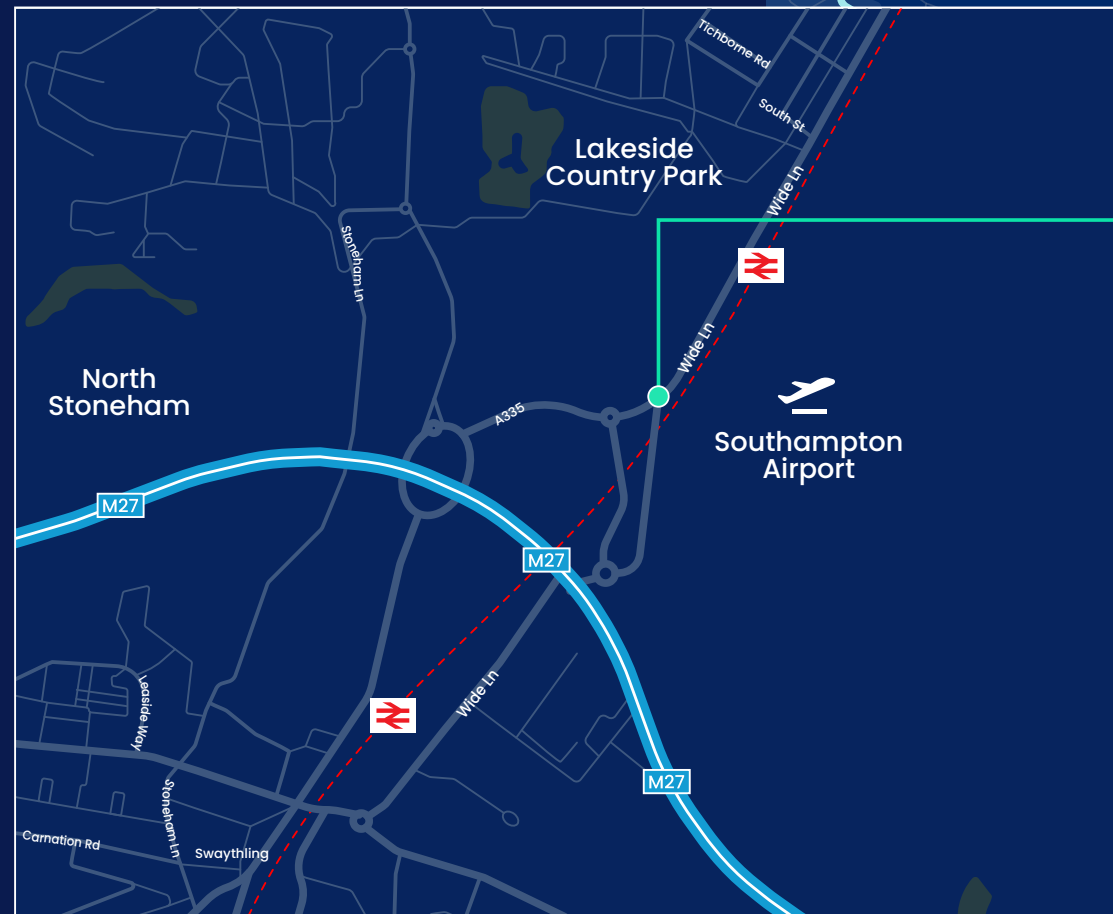 Tichborne Rd
South St
Lakeside
Country Park
Wide Ln
Stoneham Ln
Wide Ln
North
Stoneham
A335
Southampton
Airport
M27
M27
Wide Ln
Leaside Way
M27
Stoneham Ln
Carnation Rd
Swaythling